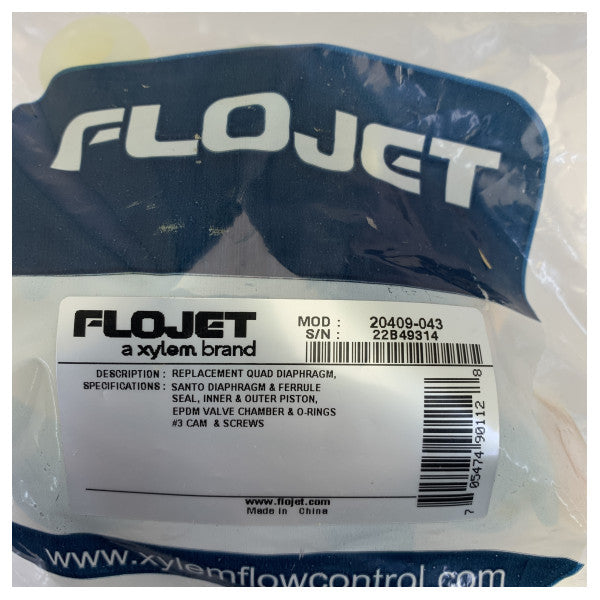 FLOJET
FLOJET
a xylem brand
MOD : 20409-043
S/N : 22B49314
DESCRIPTION : REPLACEMENT QUAD DIAPHRAGM,
SPECIFICATIONS : SANTO DIAPHRAGM & FERRULE
SEAL, INNER & OUTER PISTON,
EPDM VALVE CHAMBER & O-RINGS
#3 CAM & SCREWS
7 05474 90112 8
www.flojet.com
Made in China
www.xylemflowcontrol.com